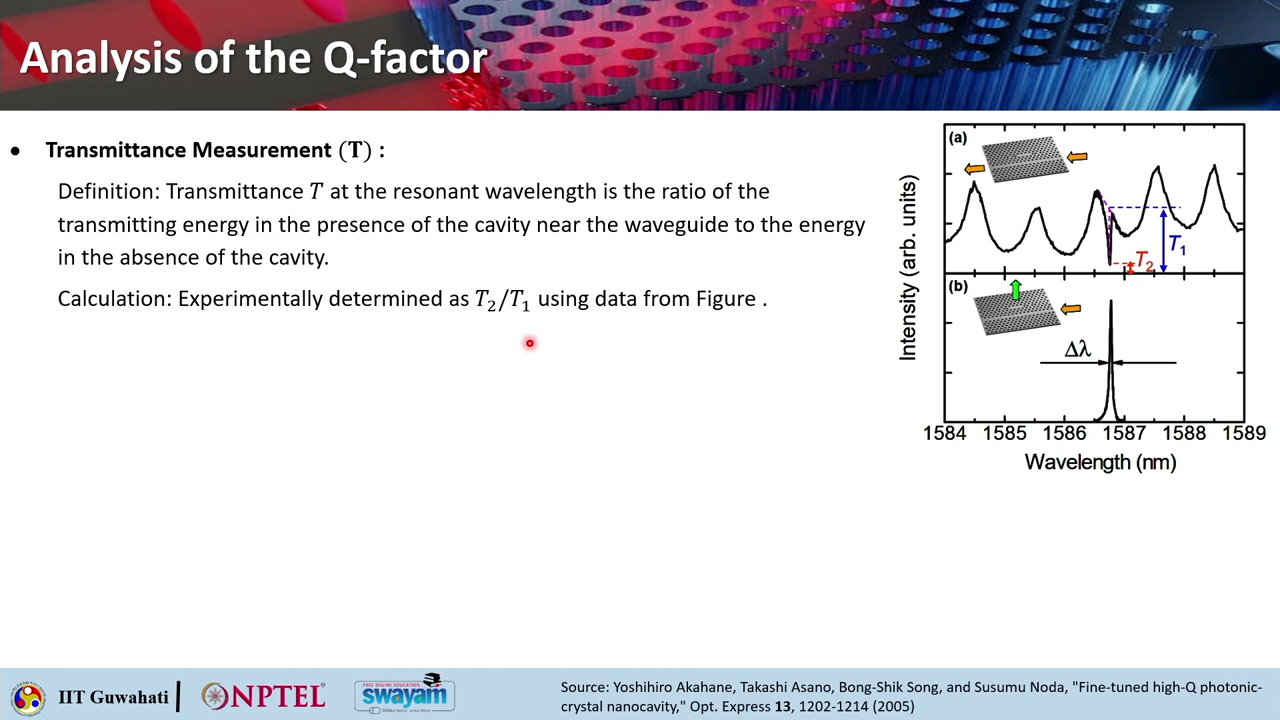 Analysis of the Q-factor
• Transmittance Measurement (T) :
Definition: Transmittance T at the resonant wavelength is the ratio of the
transmitting energy in the presence of the cavity near the waveguide to the energy
in the absence of the cavity.
Calculation: Experimentally determined as T₂/T₁ using data from Figure .
(a)
T₁
T₂
(b)
Δλ
Intensity (arb. units)
1584 1585 1586 1587 1588 1589
Wavelength (nm)
IIT Guwahati
NPTEL
FREE ONLINE EDUCATION
swayam
Source: Yoshihiro Akahane, Takashi Asano, Bong-Shik Song, and Susumu Noda, "Fine-tuned high-Q photonic-
crystal nanocavity," Opt. Express 13, 1202-1214 (2005)